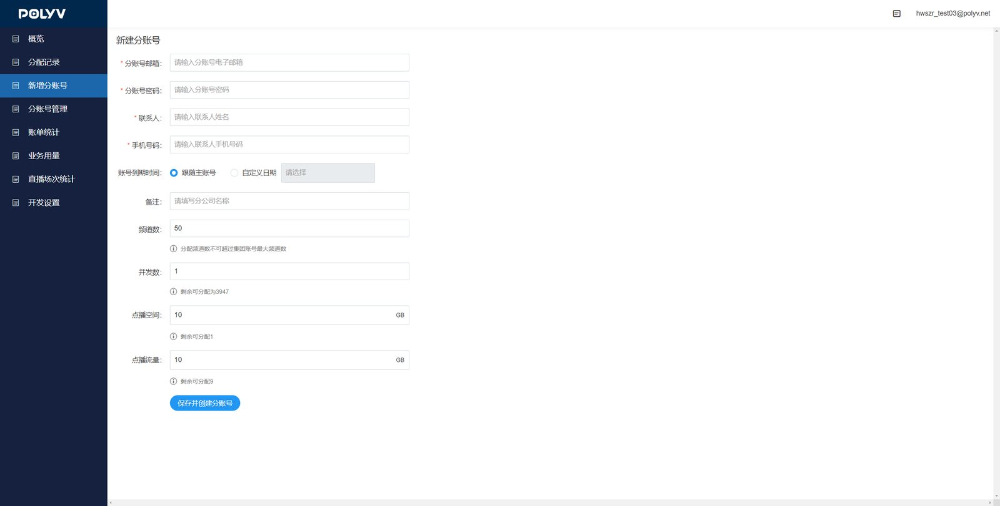 POLYV
hwszr_test03@polyv.net
概览
分配记录
新增分账号
分账号管理
账单统计
业务用量
直播场次统计
开发设置
新建分账号
* 分账号邮箱： 请输入分账号电子邮箱
* 分账号密码： 请输入分账号密码
* 联系人： 请输入联系人姓名
* 手机号码： 请输入联系人手机号码
账号到期时间： 跟随主账号 自定义日期 请选择
备注： 请填写分公司名称
频道数： 50
分配频道数不可超过集团账号最大频道数
并发数： 1
剩余可分配为3947
点播空间： 10 GB
剩余可分配1
点播流量： 10 GB
剩余可分配9
保存并创建分账号